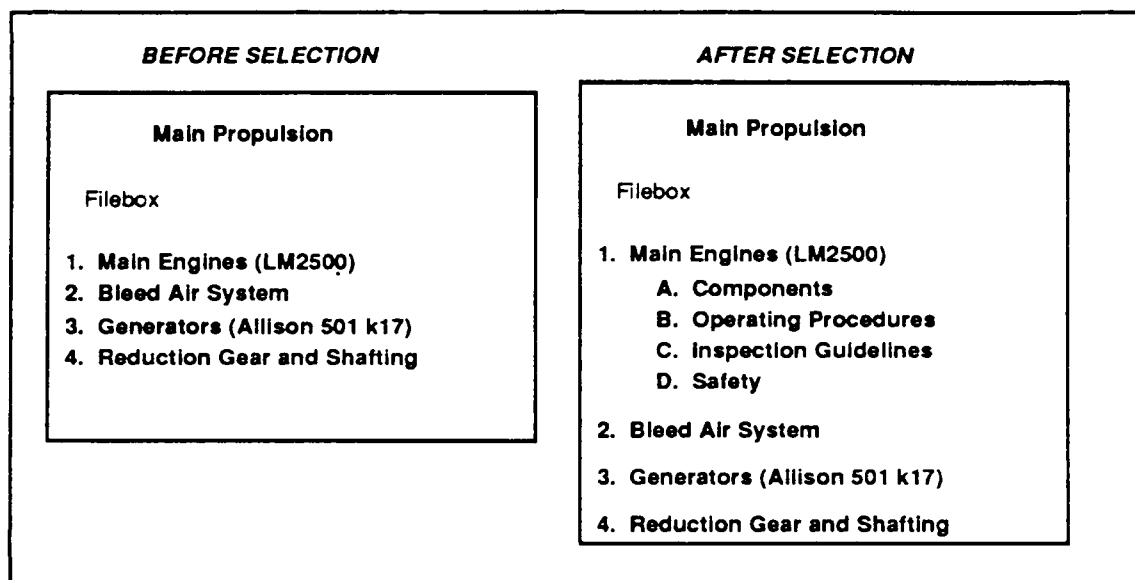 BEFORE SELECTION
Main Propulsion
Filebox
1. Main Engines (LM2500)
2. Bleed Air System
3. Generators (Allison 501 k17)
4. Reduction Gear and Shafting
AFTER SELECTION
Main Propulsion
Filebox
1. Main Engines (LM2500)
A. Components
B. Operating Procedures
C. Inspection Guidelines
D. Safety
2. Bleed Air System
3. Generators (Allison 501 k17)
4. Reduction Gear and Shafting